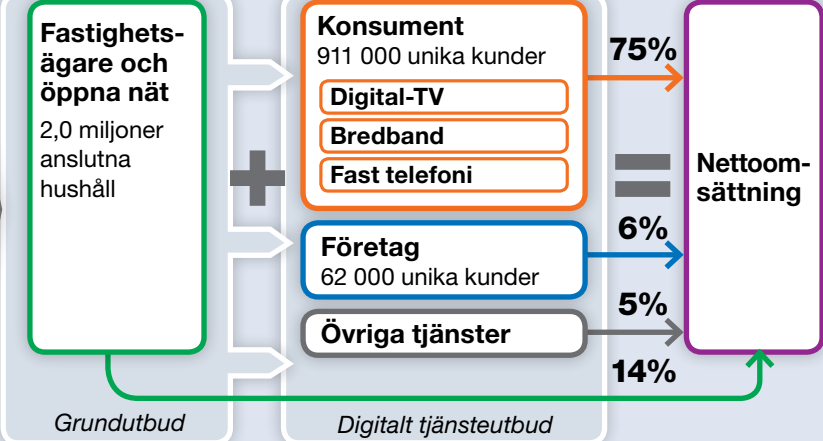 Fastighets-
ägare och
öppna nät
2,0 miljoner
anslutna
hushåll
Grundutbud
+
Konsument
911 000 unika kunder
Digital-TV
Bredband
Fast telefoni
Företag
62 000 unika kunder
Övriga tjänster
Digitalt tjänsteutbud
75%
=
6%
5%
14%
Nettoom-
sättning